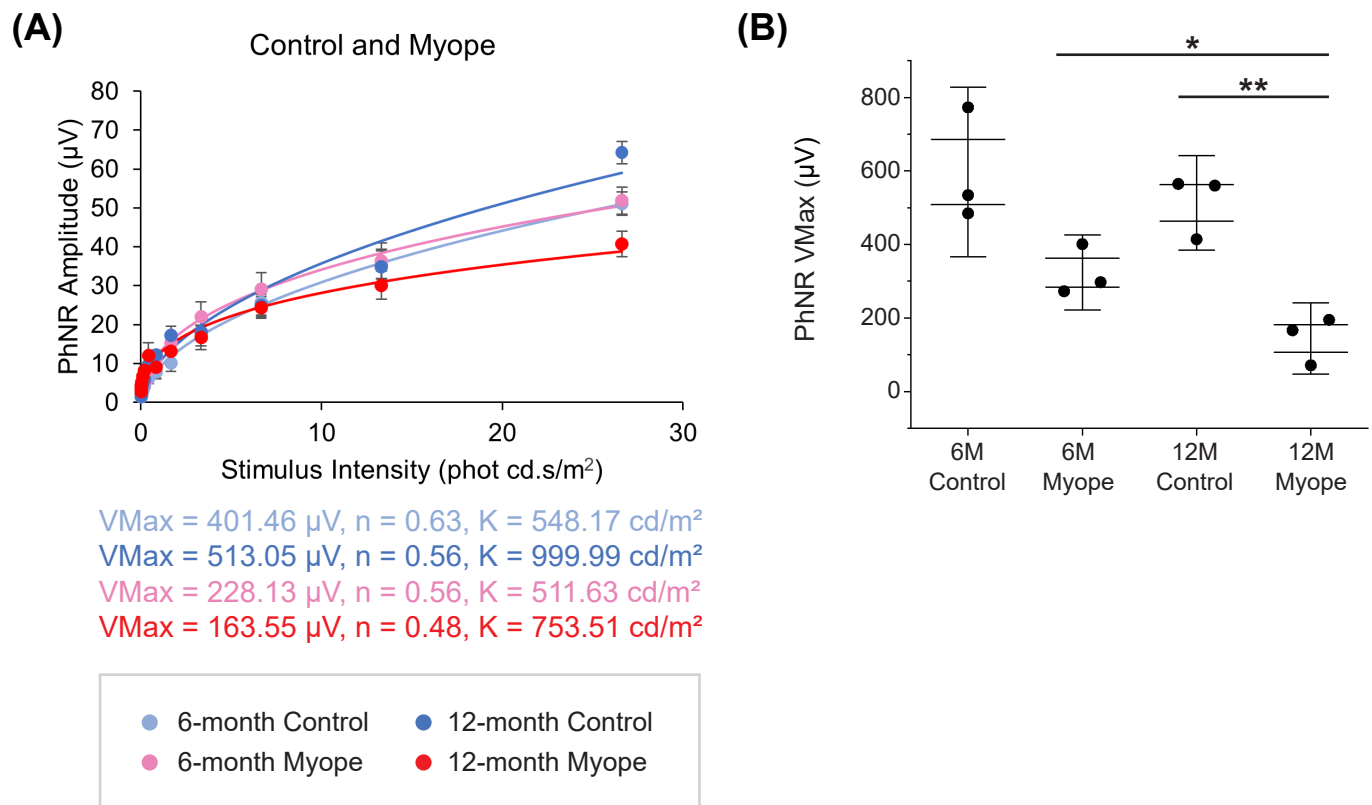 (A)
Control and Myope
PhNR Amplitude (µV)
80
70
60
50
40
30
20
10
0
0
10
20
30
Stimulus Intensity (phot cd.s/m²)
VMax = 401.46 µV, n = 0.63, K = 548.17 cd/m²
VMax = 513.05 µV, n = 0.56, K = 999.99 cd/m²
VMax = 228.13 µV, n = 0.56, K = 511.63 cd/m²
VMax = 163.55 µV, n = 0.48, K = 753.51 cd/m²
6-month Control
12-month Control
6-month Myope
12-month Myope
(B)
PhNR VMax (µV)
800
600
400
200
0
*
**
6M
Control
6M
Myope
12M
Control
12M
Myope